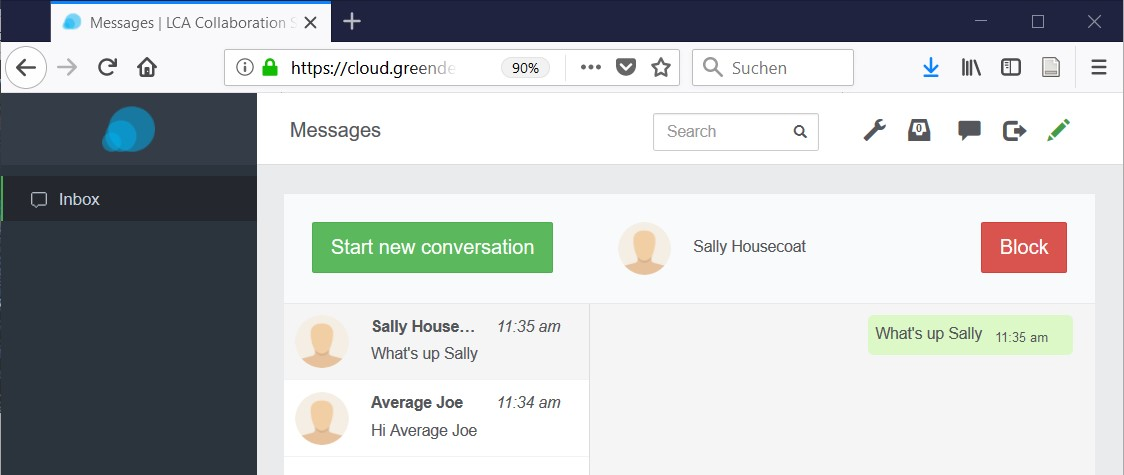 Messages | LCA Collaboration S
https://cloud.greende
90%
Suchen
Messages
Search
0
Inbox
Start new conversation
Sally Housecoat
Block
Sally House... 11:35 am
What's up Sally
What's up Sally 11:35 am
Average Joe 11:34 am
Hi Average Joe